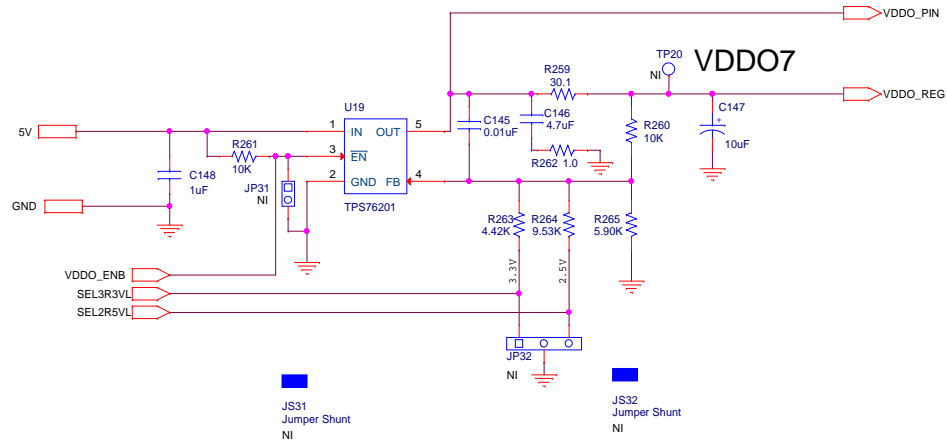 VDDO_PIN
TP20
VDDO7
NI
R259
30.1
VDDO_REG
U19
C145
0.01uF
C146
4.7uF
R260
10K
C147
+
10uF
5V
1
IN
OUT
5
R261
10K
3
EN
R262 1.0
C148
1uF
2
GND
FB
4
JP31
NI
TPS76201
GND
R263
4.42K
R264
9.53K
R265
5.90K
VDDO_ENB
3.3V
2.5V
SEL3R3VL
SEL2R5VL
JP32
NI
JS31
Jumper Shunt
NI
JS32
Jumper Shunt
NI